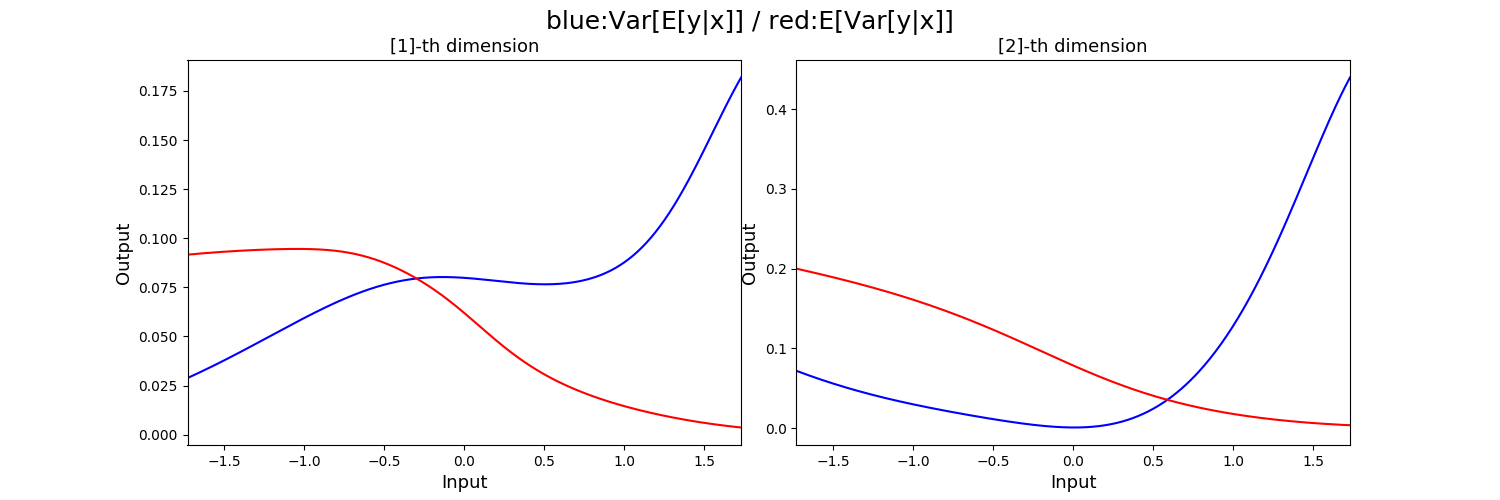 blue:Var[E[y|x]] / red:E[Var[y|x]]
[1]-th dimension
Output
0.175
0.150
0.125
0.100
0.075
0.050
0.025
0.000
−1.5 −1.0 −0.5 0.0 0.5 1.0 1.5
Input
[2]-th dimension
Output
0.4
0.3
0.2
0.1
0.0
−1.5 −1.0 −0.5 0.0 0.5 1.0 1.5
Input